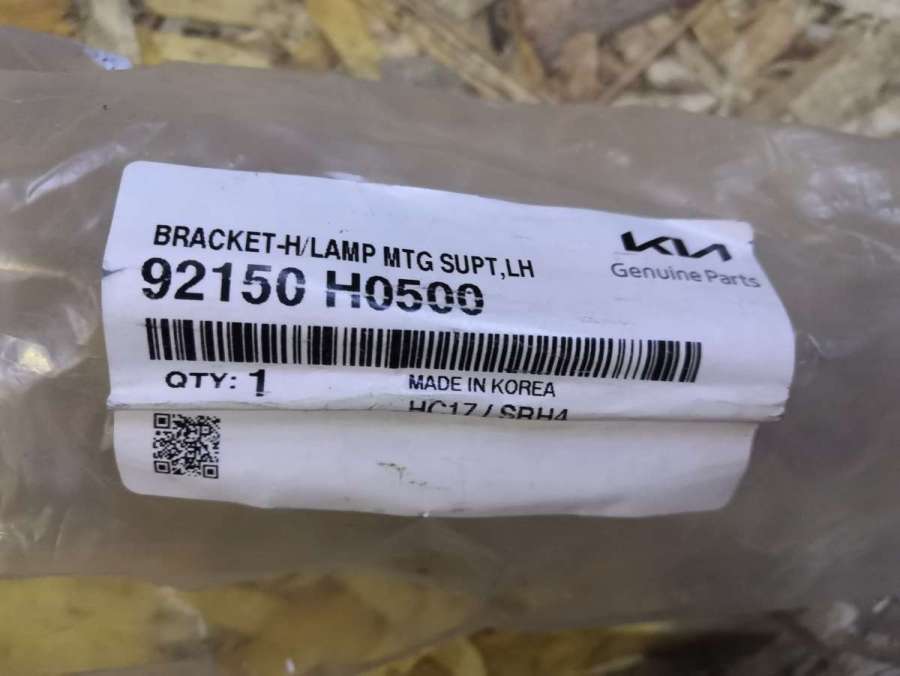 BRACKET-H/LAMP MTG SUPT,LH
92150 H0500
KIA
Genuine Parts
QTY: 1
MADE IN KOREA
HC17 / SRH4